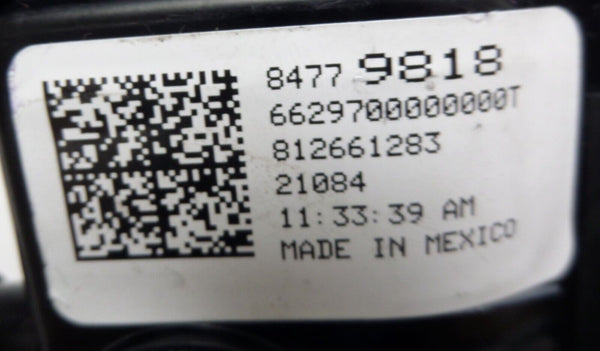 8477 9818
6629700000000T
812661283
21084
11:33:39 AM
MADE IN MEXICO